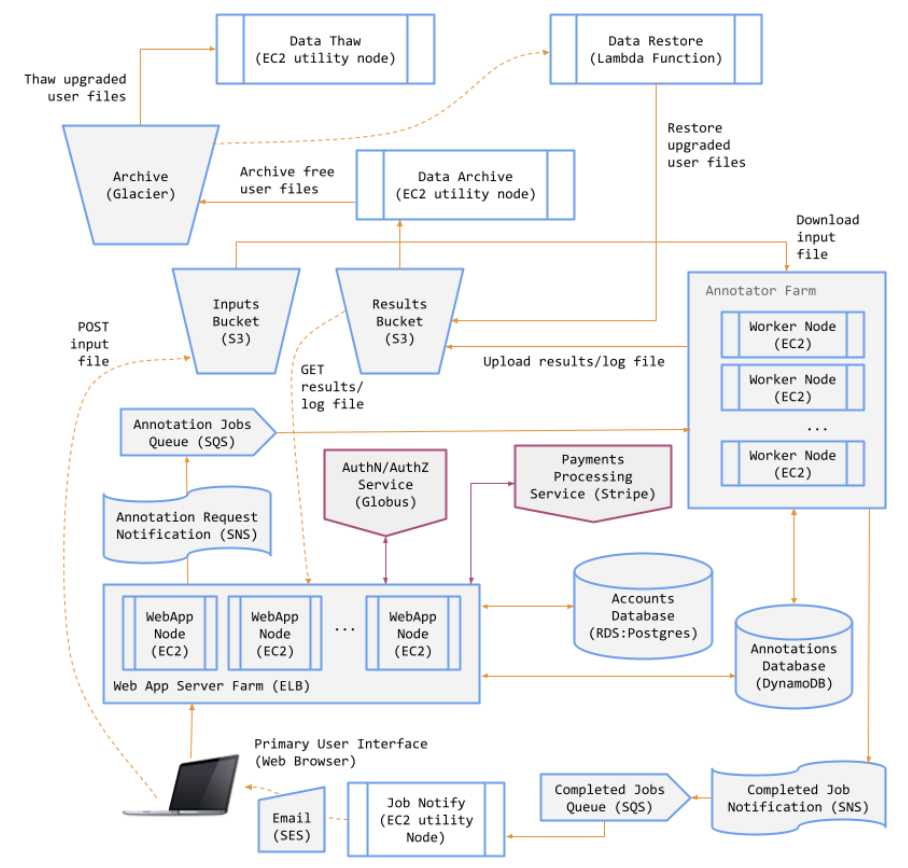 Data Thaw
(EC2 utility node)
Data Restore
(Lambda Function)
Thaw upgraded
user files
Restore
upgraded
user files
Archive
(Glacier)
Archive free
user files
Data Archive
(EC2 utility node)
Download
input
file
Inputs
Bucket
(S3)
Results
Bucket
(S3)
Annotator Farm
Worker Node
(EC2)
Worker Node
(EC2)
...
Worker Node
(EC2)
POST
input
file
GET
results/
log file
Upload results/log file
Annotation Jobs
Queue (SQS)
AuthN/AuthZ
Service
(Globus)
Payments
Processing
Service (Stripe)
Annotation Request
Notification (SNS)
WebApp
Node
(EC2)
WebApp
Node
(EC2)
...
WebApp
Node
(EC2)
Web App Server Farm (ELB)
Accounts
Database
(RDS:Postgres)
Annotations
Database
(DynamoDB)
Primary User Interface
(Web Browser)
Email
(SES)
Job Notify
(EC2 utility
Node)
Completed Jobs
Queue (SQS)
Completed Job
Notification (SNS)